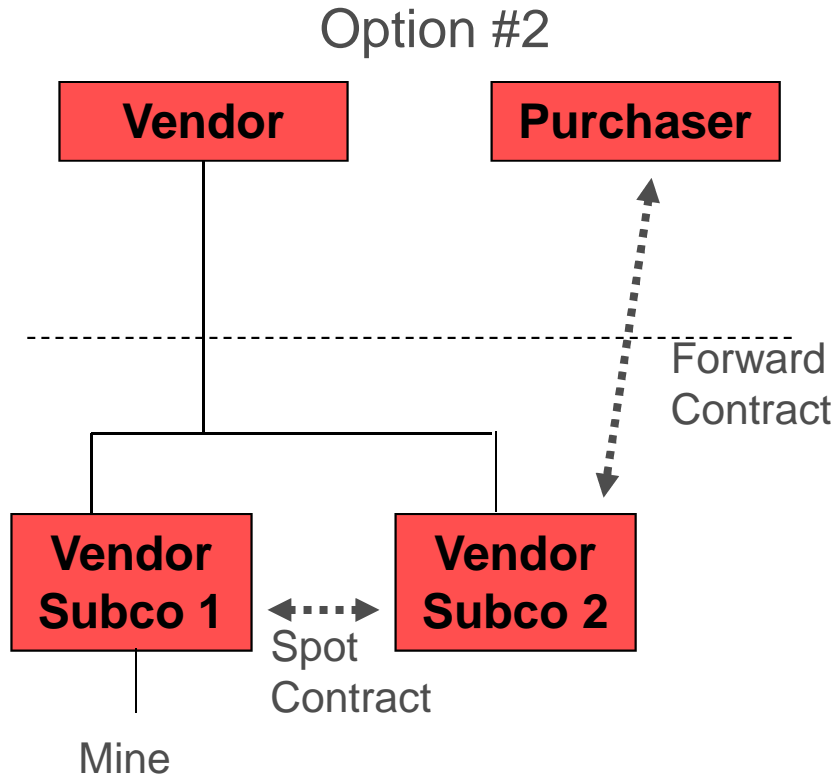 Option #2
Vendor
Purchaser
Forward
Contract
Vendor
Subco 1
Vendor
Subco 2
Spot
Contract
Mine